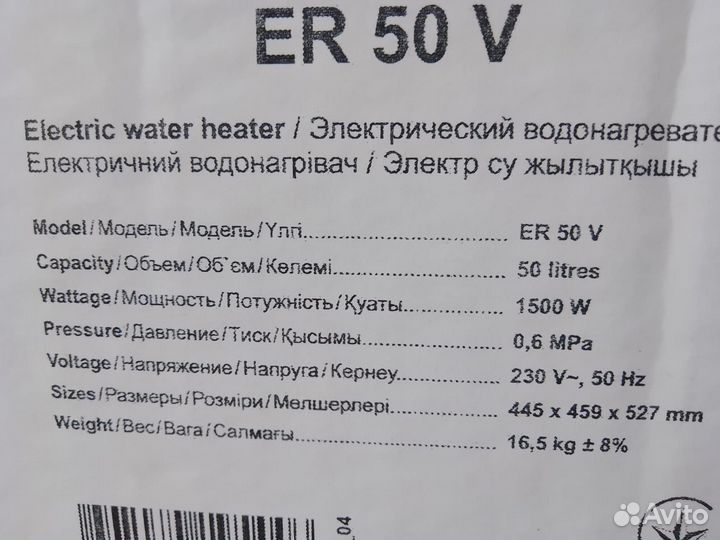 ER 50 V
Electric water heater / Электрический водонагревате
Електричний водонагрівач / Электр су жылытқышы
Model/Модель/Модель/Үлгі.................................... ER 50 V
Capacity/Объем/Об`єм/Көлемі............................. 50 litres
Wattage/Мощность/Потужність/Қуаты................. 1500 W
Pressure/Давление/Тиск/Қысымы...................... 0,6 MPa
Voltage/Напряжение/Напруга/Кернеу................. 230 V~, 50 Hz
Sizes/Размеры/Розміри/Мөлшерлері................. 445 x 459 x 527 mm
Weight/Вес/Вага/Салмағы................................. 16,5 kg ± 8%
_04
Avito